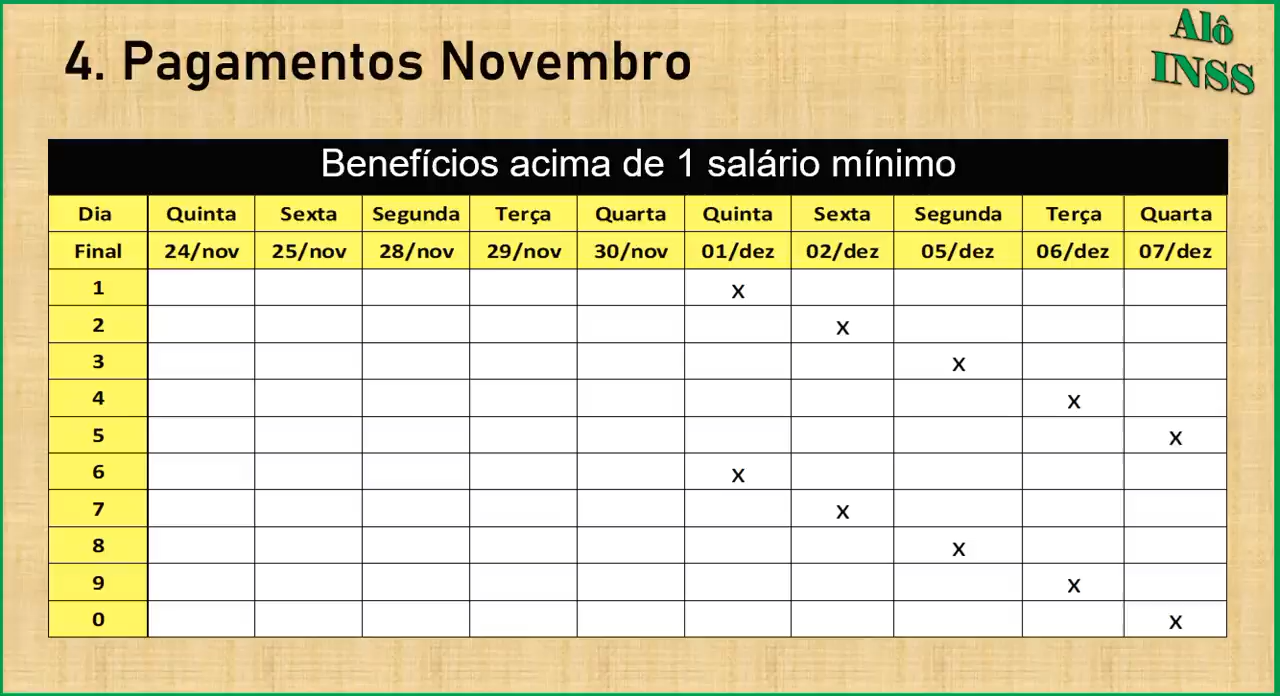 4. Pagamentos Novembro
Alô
INSS
Benefícios acima de 1 salário mínimo
Dia Quinta Sexta Segunda Terça Quarta Quinta Sexta Segunda Terça Quarta
Final 24/nov 25/nov 28/nov 29/nov 30/nov 01/dez 02/dez 05/dez 06/dez 07/dez
1 x
2 x
3 x
4 x
5 x
6 x
7 x
8 x
9 x
0 x